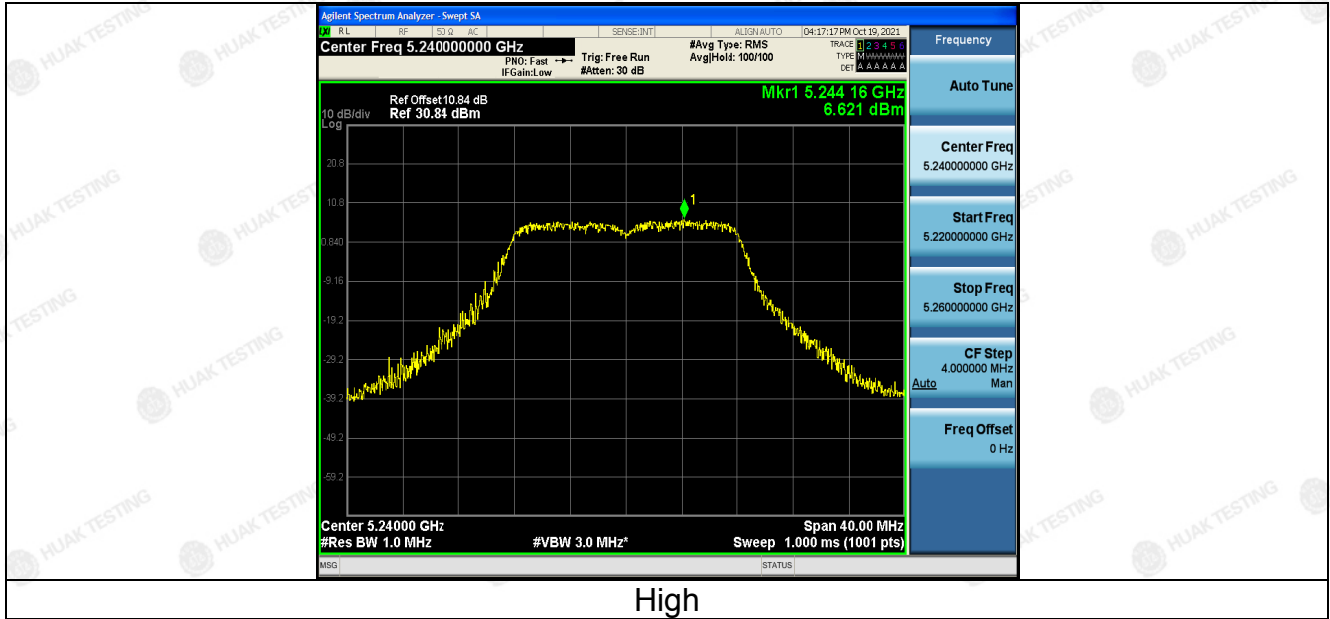 Agilent Spectrum Analyzer - Swept SA
LXI RL RF 50 Ω AC SENSE:INT ALIGN AUTO 04:17:17 PM Oct 19, 2021
Center Freq 5.240000000 GHz
PNO: Fast
IFGain:Low
Trig: Free Run
#Atten: 30 dB
#Avg Type: RMS
Avg|Hold: 100/100
TRACE 1 2 3 4 5 6
TYPE M W W W W W
DET A A A A A A
Frequency
Mkr1 5.244 16 GHz
6.621 dBm
Ref Offset 10.84 dB
10 dB/div Ref 30.84 dBm
Log
20.8
10.8
0.840
-9.16
-19.2
-29.2
-39.2
-49.2
-59.2
1
Auto Tune
Center Freq
5.240000000 GHz
Start Freq
5.220000000 GHz
Stop Freq
5.260000000 GHz
CF Step
4.000000 MHz
Auto Man
Freq Offset
0 Hz
Center 5.24000 GHz Span 40.00 MHz
#Res BW 1.0 MHz #VBW 3.0 MHz* Sweep 1.000 ms (1001 pts)
MSG STATUS
High
HUAK TESTING